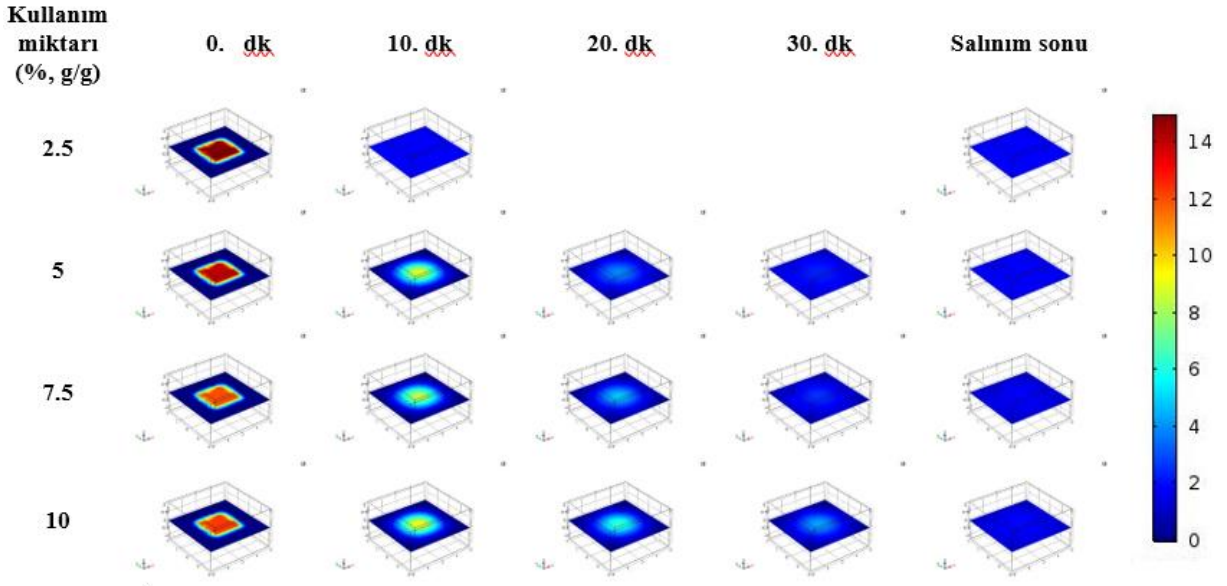 Kullanım
miktarı
(%, g/g)
0. dk
10. dk
20. dk
30. dk
Salınım sonu
2.5
5
7.5
10
14
12
10
8
6
4
2
0